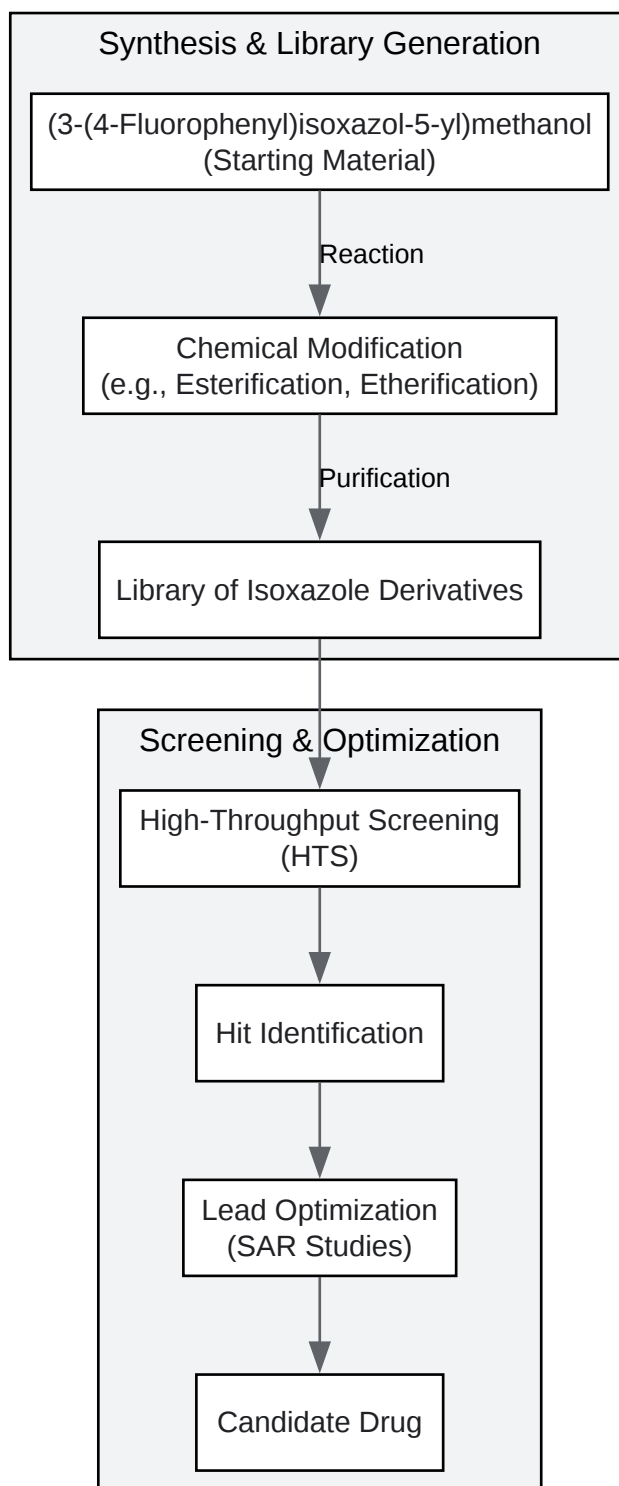 Synthesis & Library Generation
(3-(4-Fluorophenyl)isoxazol-5-yl)methanol
(Starting Material)
Reaction
Chemical Modification
(e.g., Esterification, Etherification)
Purification
Library of Isoxazole Derivatives
Screening & Optimization
High-Throughput Screening
(HTS)
Hit Identification
Lead Optimization
(SAR Studies)
Candidate Drug